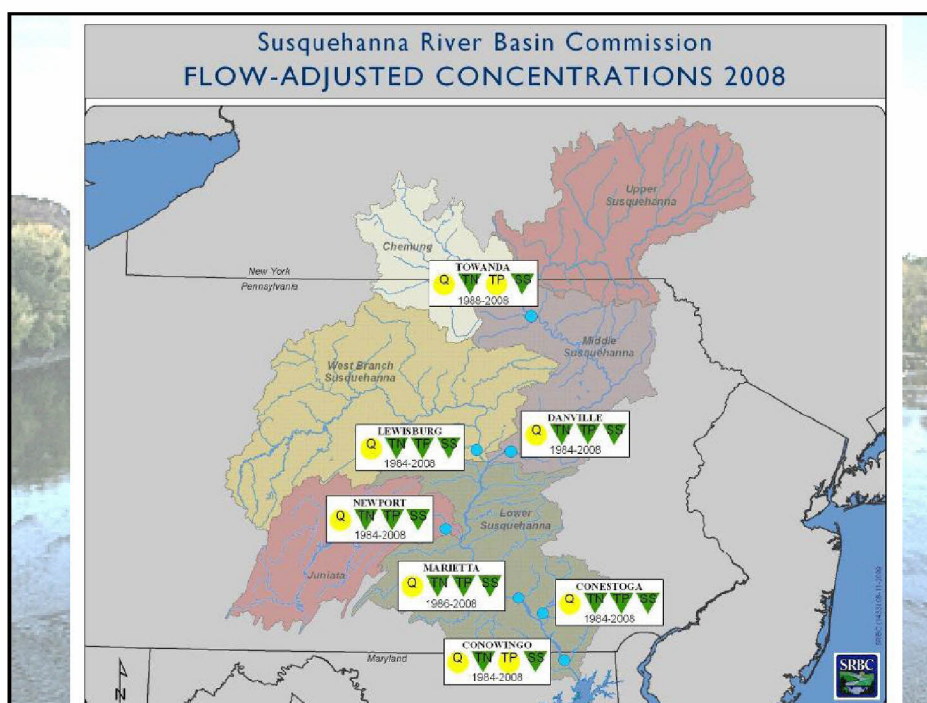 Susquehanna River Basin Commission
FLOW-ADJUSTED CONCENTRATIONS 2008
Upper
Susquehanna
Chemung
New York
Pennsylvania
TOWANDA
Q TN TP SS
1988-2008
Middle
Susquehanna
West Branch
Susquehanna
DANVILLE
Q TN TP SS
1984-2008
LEWISBURG
Q TN TP SS
1984-2008
NEWPORT
Q TN TP SS
1984-2008
Lower
Susquehanna
Juniata
MARIETTA
Q TN TP SS
1986-2008
CONESTOGA
Q TN TP SS
1984-2008
CONOWINGO
Q TN TP SS
1984-2008
Maryland
N
SRBC